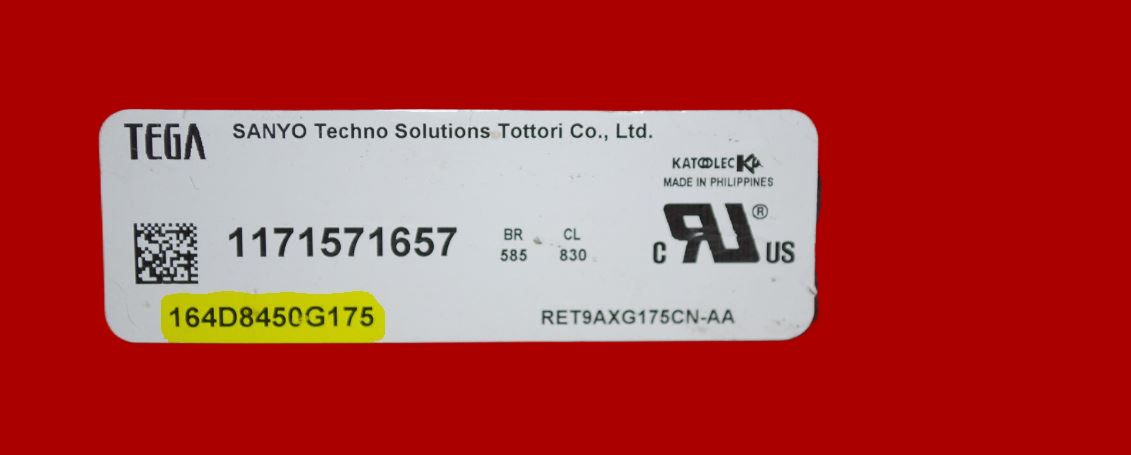 TEGA SANYO Techno Solutions Tottori Co., Ltd.
KATOOLEC
MADE IN PHILIPPINES
1171571657
BR CL
585 830
®
C US
164D8450G175
RET9AXG175CN-AA